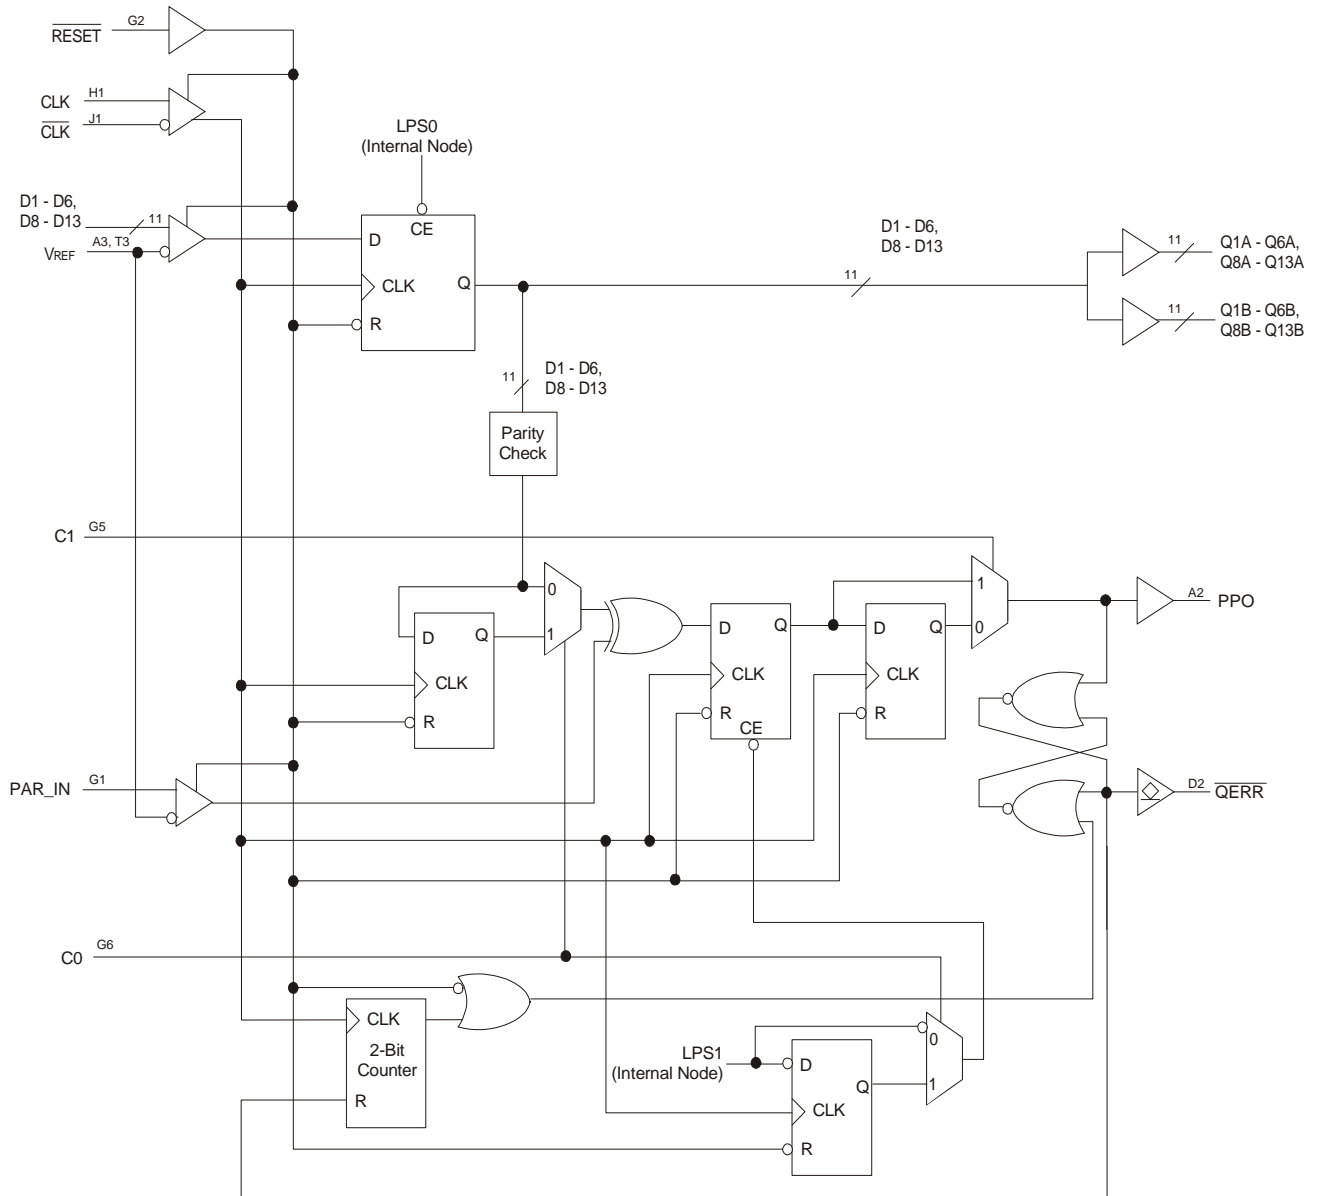 RESET
G2
CLK
H1
CLK
J1
LPS0
(Internal Node)
D1 - D6,
D8 - D13
11
VREF
A3, T3
D
CE
CLK
Q
R
D1 - D6,
D8 - D13
11
11
Q1A - Q6A,
Q8A - Q13A
11
Q1B - Q6B,
Q8B - Q13B
11
D1 - D6,
D8 - D13
Parity
Check
C1
G5
0
1
D
Q
CLK
R
D
Q
CLK
R
CE
D
Q
CLK
R
1
0
A2
PPO
PAR_IN
G1
D2
QERR
C0
G6
CLK
2-Bit
Counter
R
LPS1
(Internal Node)
D
Q
CLK
R
0
1